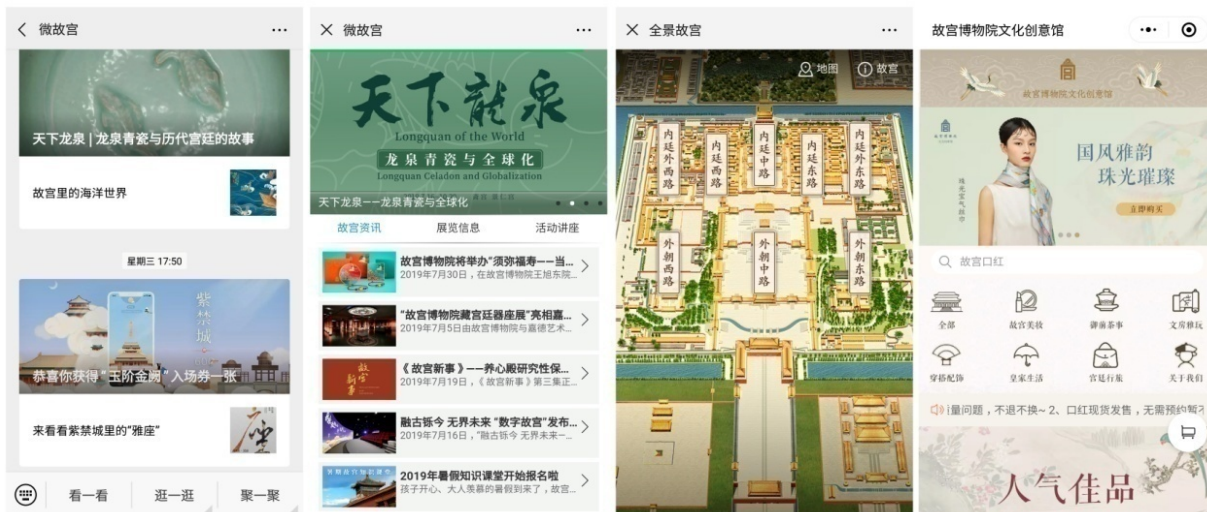 微故宫
天下龙泉 | 龙泉青瓷与历代宫廷的故事
故宫里的海洋世界
星期三 17:50
紫禁城
恭喜你获得"玉阶金阙"入场券一张
来看看紫禁城里的"雅座"
看一看
逛一逛
聚一聚
微故宫
天下龍泉
Longquan of the World
龙泉青瓷与全球化
Longquan Celadon and Globalization
天下龙泉——龙泉青瓷与全球化
故宫资讯
展览信息
活动讲座
故宫博物院将举办"须弥福寿——当...
2019年7月30日，在故宫博物院王旭东院...
"故宫博物院藏宫廷器座展"亮相嘉...
2019年7月5日由故宫博物院与嘉德艺术...
故宫新事
《故宫新事》——养心殿研究性保...
2019年7月19日，《故宫新事》第三集正...
融古铄今 无界未来 "数字故宫"发布...
2019年7月16日，"融古铄今 无界未来—...
2019年暑假知识课堂开始报名啦
孩子开心、大人羡慕的暑假到来了，故宫...
全景故宫
地图
故宫
内廷外西路
内廷西路
内廷中路
内廷东路
内廷外东路
外朝西路
外朝中路
外朝东路
故宫博物院文化创意馆
故宫博物院文化创意馆
国风雅韵
珠光璀璨
立即购买
故宫口红
全部
故宫美妆
御前茶事
文房雅玩
穿搭配饰
皇家生活
宫廷行旅
关于我们
量问题，不退不换~ 2、口红现货发售，无需预约暂不
人气佳品